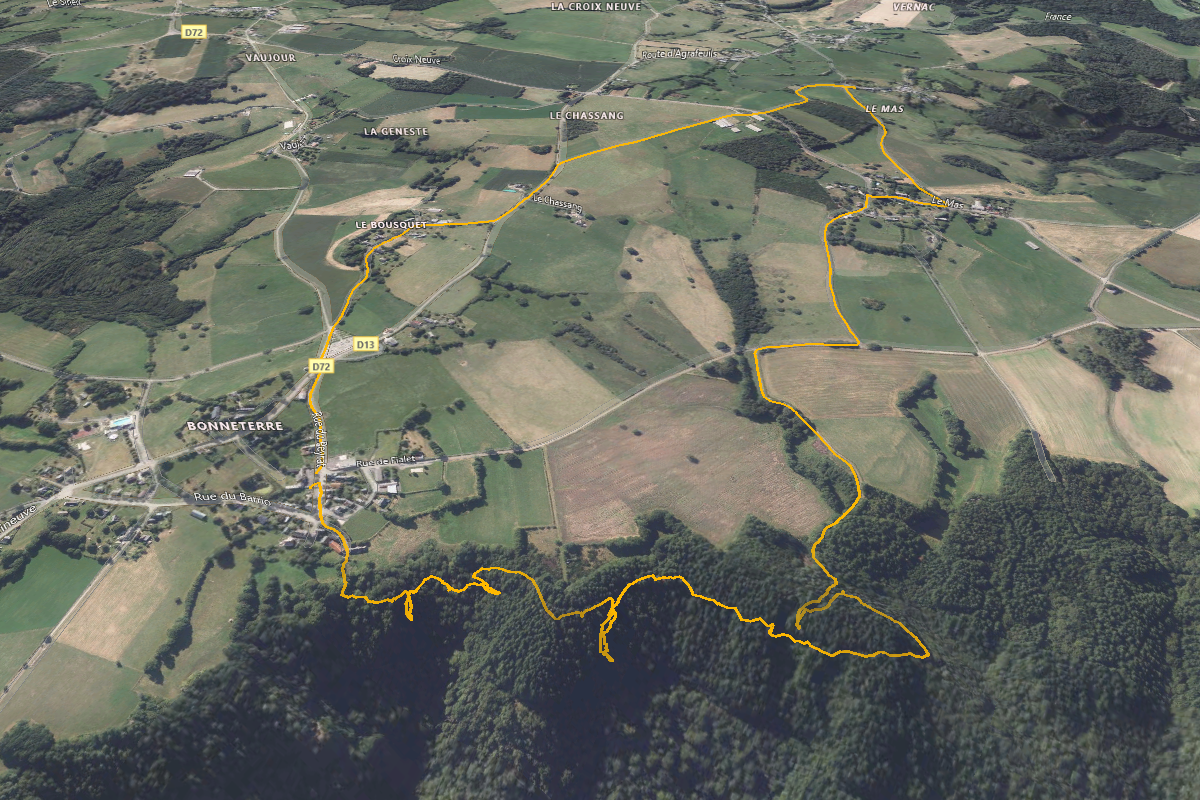 LA CROIX NEUVE
VERNAC
France
D72
VAUJOUR
Croix Neuve
Route d'Agrafeuils
LE MAS
LE CHASSANG
LA GENESTE
Le Chassang
Le Mas
LE BOUSQUET
D13
D72
BONNETERRE
Rue de Fialet
Rue du Barrio